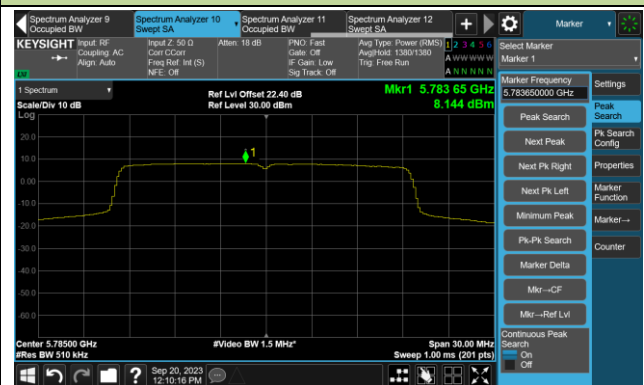 Spectrum Analyzer 9
Occupied BW
Spectrum Analyzer 10
Swept SA
Spectrum Analyzer 11
Occupied BW
Spectrum Analyzer 12
Swept SA
Marker
KEYSIGHT
Input: RF
Coupling: AC
Align: Auto
Input Z: 50 Ω
Corr CCorr
Freq Ref: Int (S)
NFE: Off
Atten: 18 dB
PNO: Fast
Gate: Off
IF Gain: Low
Sig Track: Off
Avg Type: Power (RMS)
Avg|Hold: 1380/1380
Trig: Free Run
1 2 3 4 5 6
A W W W W W
A N N N N N
Select Marker
Marker 1
1 Spectrum
Scale/Div 10 dB
Log
Ref Lvl Offset 22.40 dB
Ref Level 30.00 dBm
Mkr1 5.783 65 GHz
8.144 dBm
1
20.0
10.0
0.00
-10.0
-20.0
-30.0
-40.0
-50.0
-60.0
Center 5.78500 GHz
#Res BW 510 kHz
#Video BW 1.5 MHz*
Span 30.00 MHz
Sweep 1.00 ms (201 pts)
Marker Frequency
5.783650000 GHz
Peak Search
Next Peak
Next Pk Right
Next Pk Left
Minimum Peak
Pk-Pk Search
Marker Delta
Mkr→CF
Mkr→Ref Lvl
Continuous Peak
Search
On
Off
Settings
Peak
Search
Pk Search
Config
Properties
Marker
Function
Marker→
Counter
?
Sep 20, 2023
12:10:16 PM